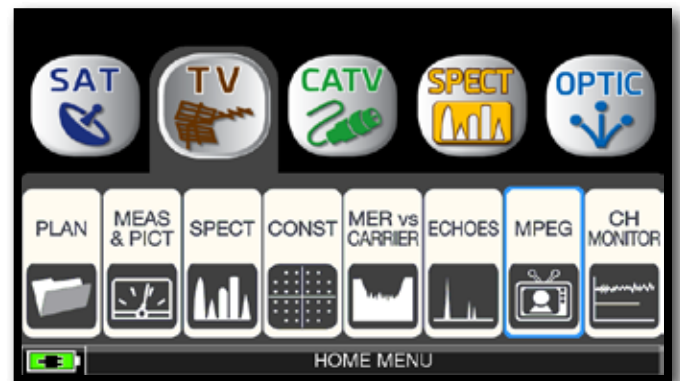 SAT
TV
CATV
SPECT
OPTIC
PLAN
MEAS
& PICT
SPECT
CONST
MER vs
CARRIER
ECHOES
MPEG
CH
MONITOR
HOME MENU